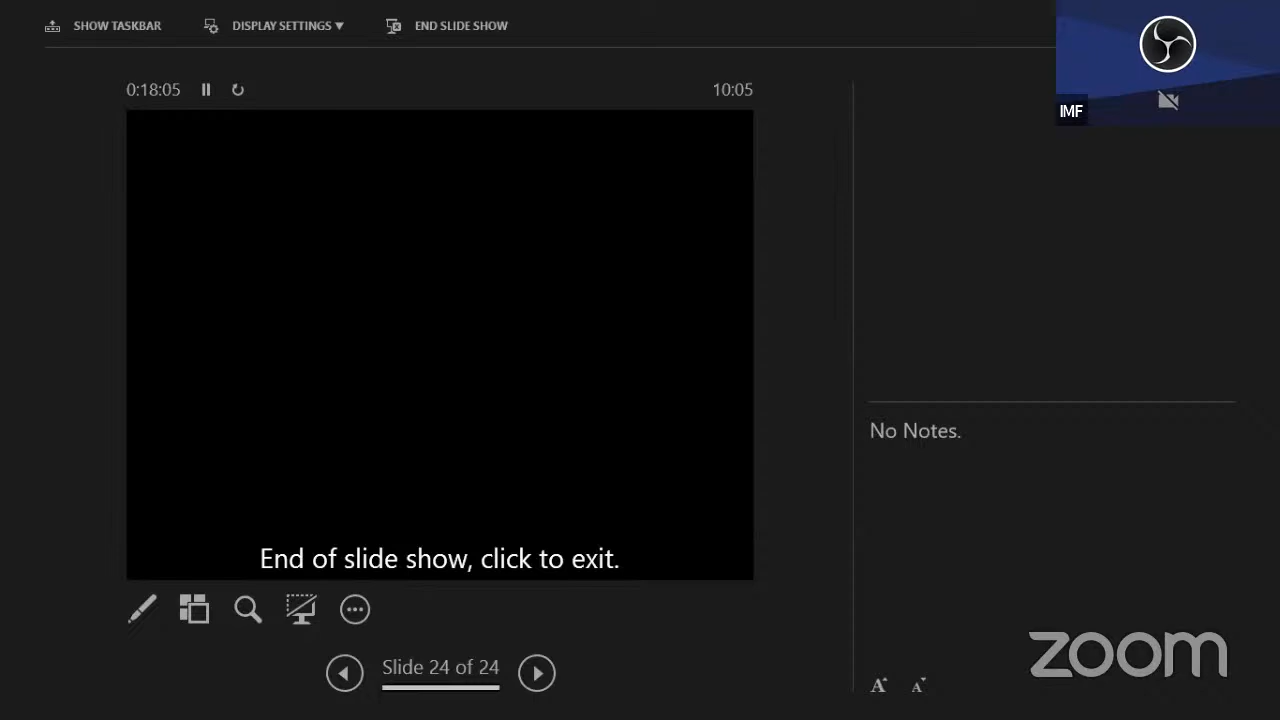 SHOW TASKBAR
DISPLAY SETTINGS ▼
END SLIDE SHOW
IMF
0:18:05
10:05
No Notes.
End of slide show, click to exit.
Slide 24 of 24
A A
zoom